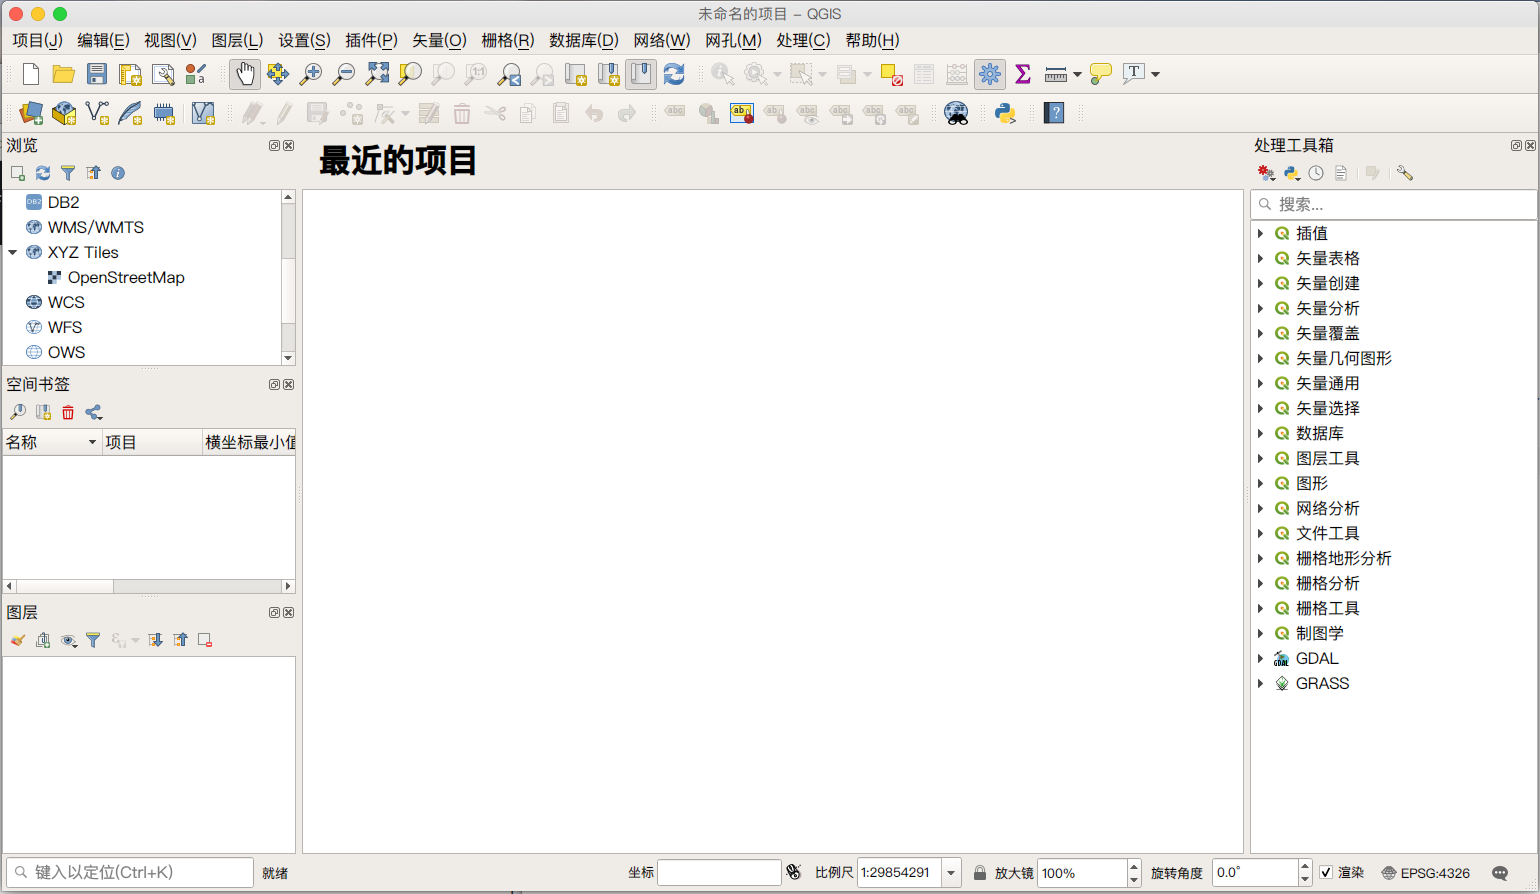 未命名的项目 – QGIS
项目(J) 编辑(E) 视图(V) 图层(L) 设置(S) 插件(P) 矢量(O) 栅格(R) 数据库(D) 网络(W) 网孔(M) 处理(C) 帮助(H)
浏览
DB2 DB2
WMS/WMTS
XYZ Tiles
OpenStreetMap
WCS
WFS
OWS
空间书签
名称 项目 横坐标最小值
图层
最近的项目
处理工具箱
搜索...
插值
矢量表格
矢量创建
矢量分析
矢量覆盖
矢量几何图形
矢量通用
矢量选择
数据库
图层工具
图形
网络分析
文件工具
栅格地形分析
栅格分析
栅格工具
制图学
GDAL
GRASS
键入以定位(Ctrl+K) 就绪 坐标 比例尺 1:29854291 放大镜 100% 旋转角度 0.0° 渲染 EPSG:4326